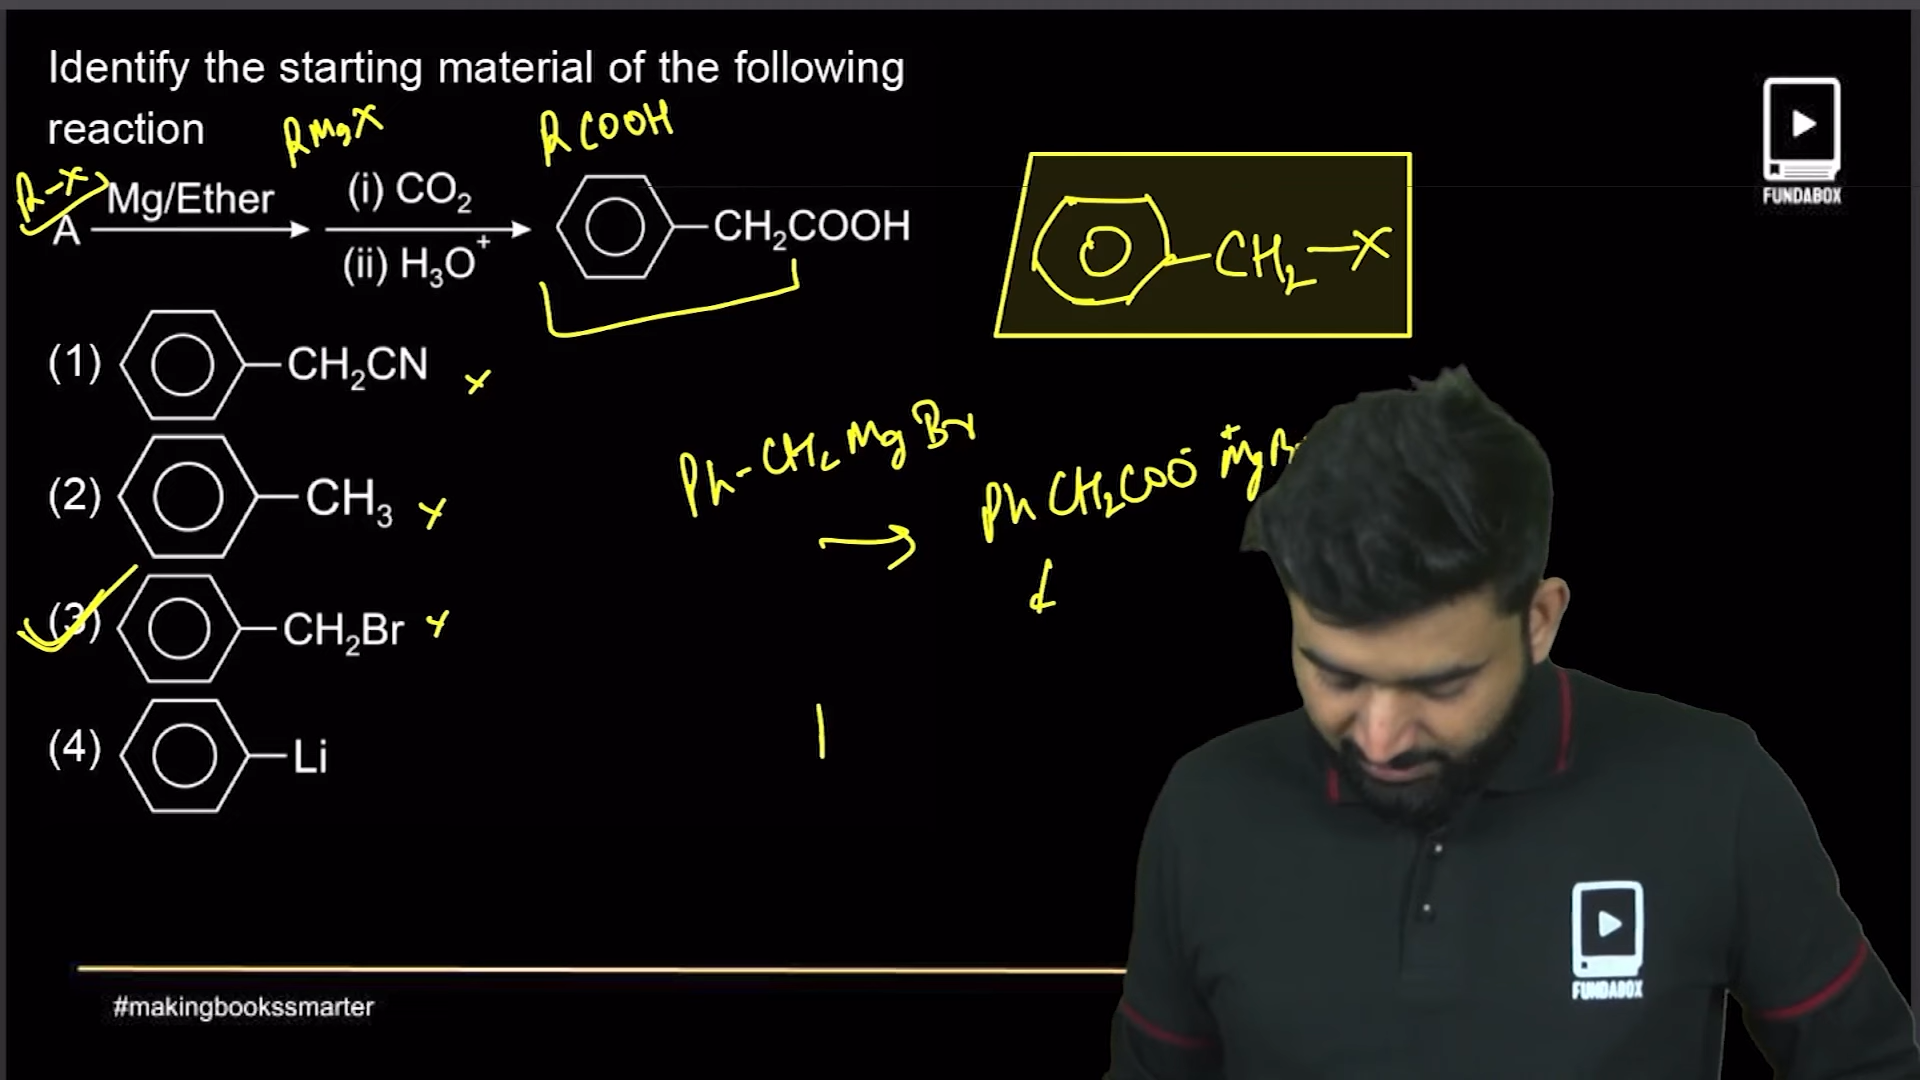 Identify the starting material of the following
reaction
RMgX
RCOOH
R-X
A Mg/Ether (i) CO₂ (ii) H₃O⁺ CH₂COOH
CH₂-X
FUNDABOX
(1) CH₂CN x
(2) CH₃ x
Ph-CH₂MgBr
→ PhCH₂COO⁻ ⁺Mg
(3) CH₂Br
(4) Li
FUNDABOX
#makingbookssmarter